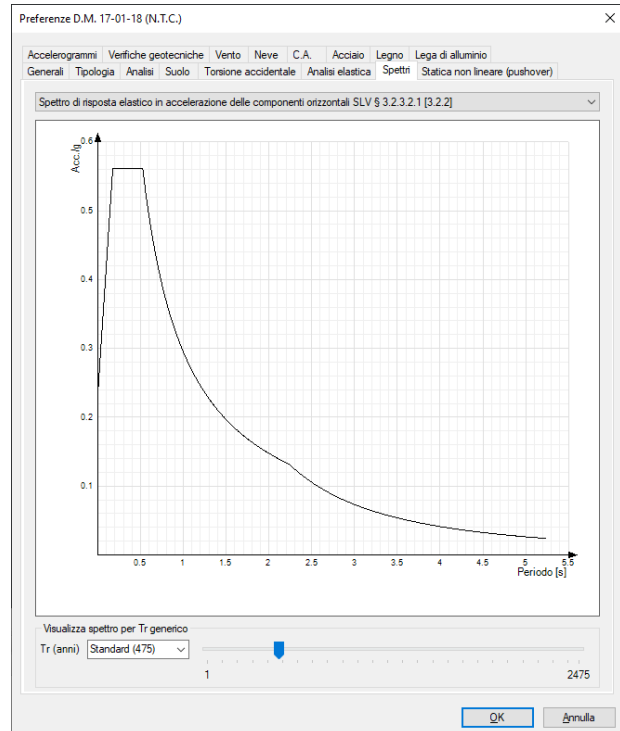 Preferenze D.M. 17-01-18 (N.T.C.)
Accelerogrammi Verifiche geotecniche Vento Neve C.A. Acciaio Legno Lega di alluminio
Generali Tipologia Analisi Suolo Torsione accidentale Analisi elastica Spettri Statica non lineare (pushover)
Spettro di risposta elastico in accelerazione delle componenti orizzontali SLV § 3.2.3.2.1 [3.2.2]
Acc./g
0.6
0.5
0.4
0.3
0.2
0.1
0.5 1 1.5 2 2.5 3 3.5 4 4.5 5 5.5
Periodo [s]
Visualizza spettro per Tr generico
Tr (anni) Standard (475)
1 2475
OK Annulla